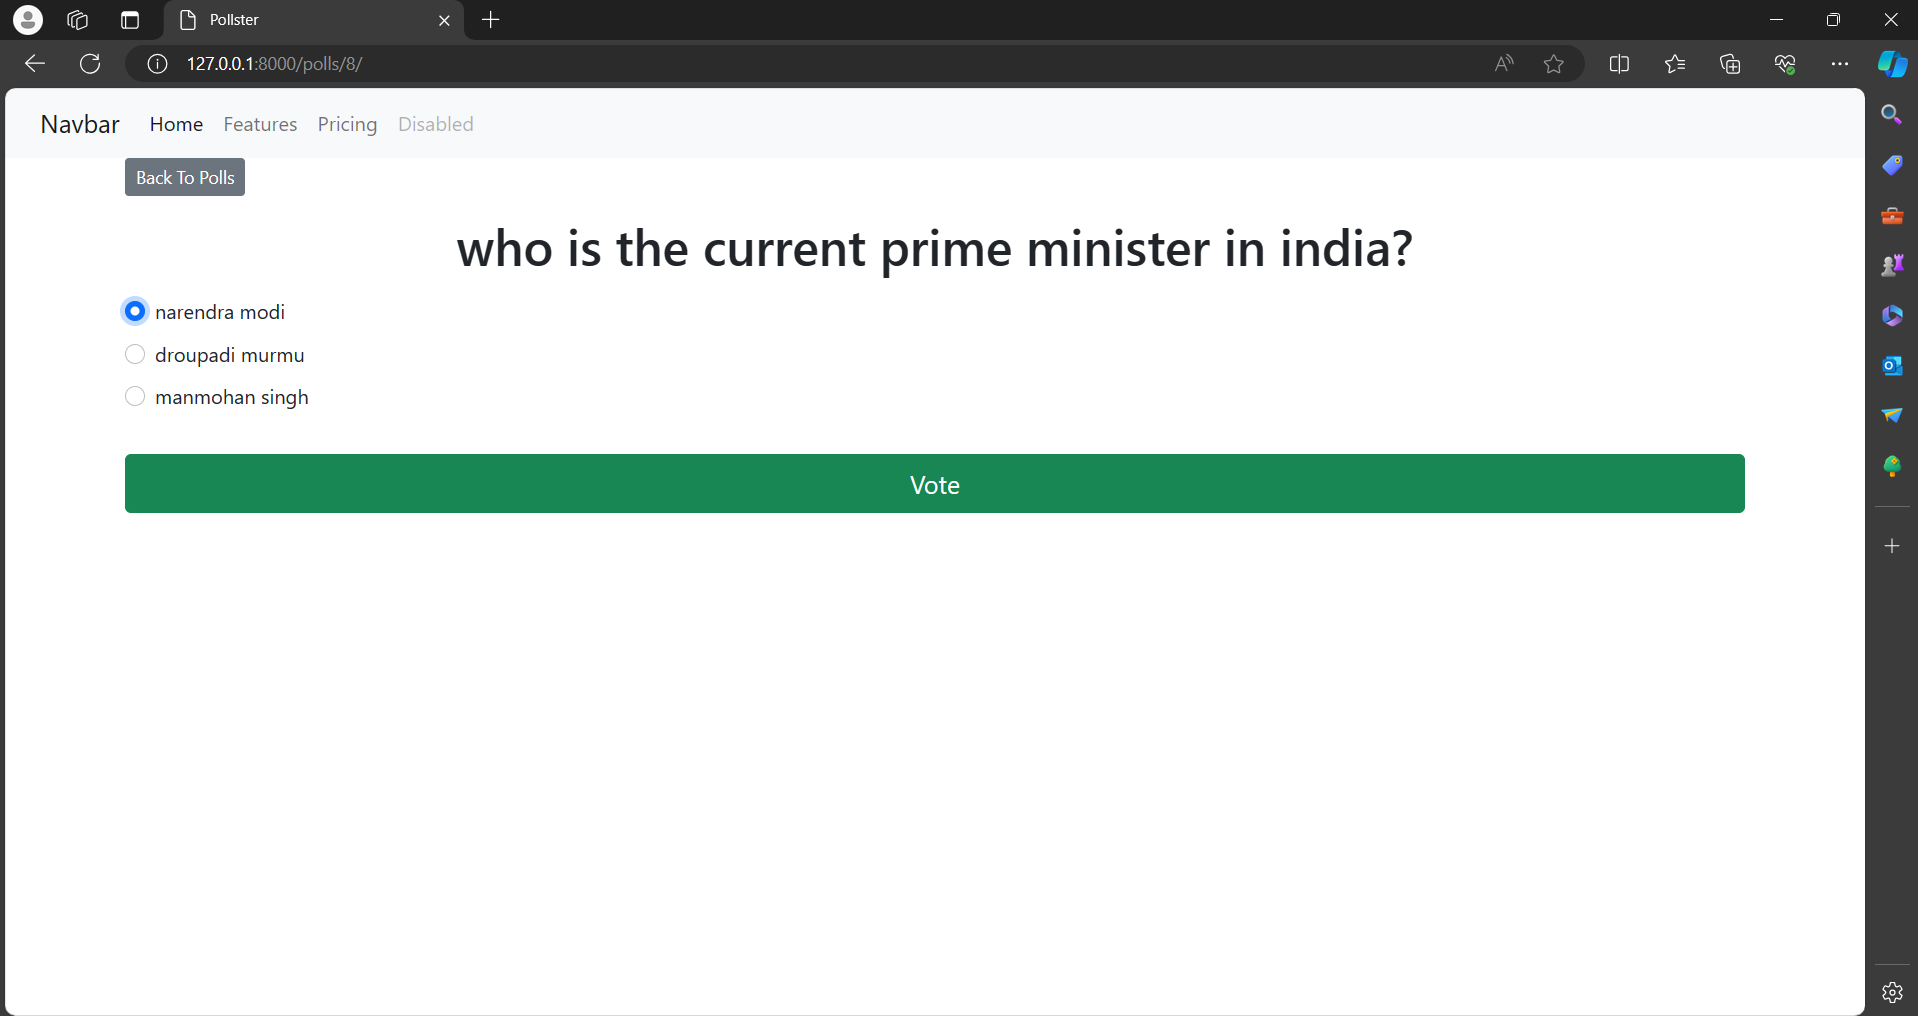 Pollster
127.0.0.1:8000/polls/8/
Navbar Home Features Pricing Disabled
Back To Polls
who is the current prime minister in india?
narendra modi
droupadi murmu
manmohan singh
Vote